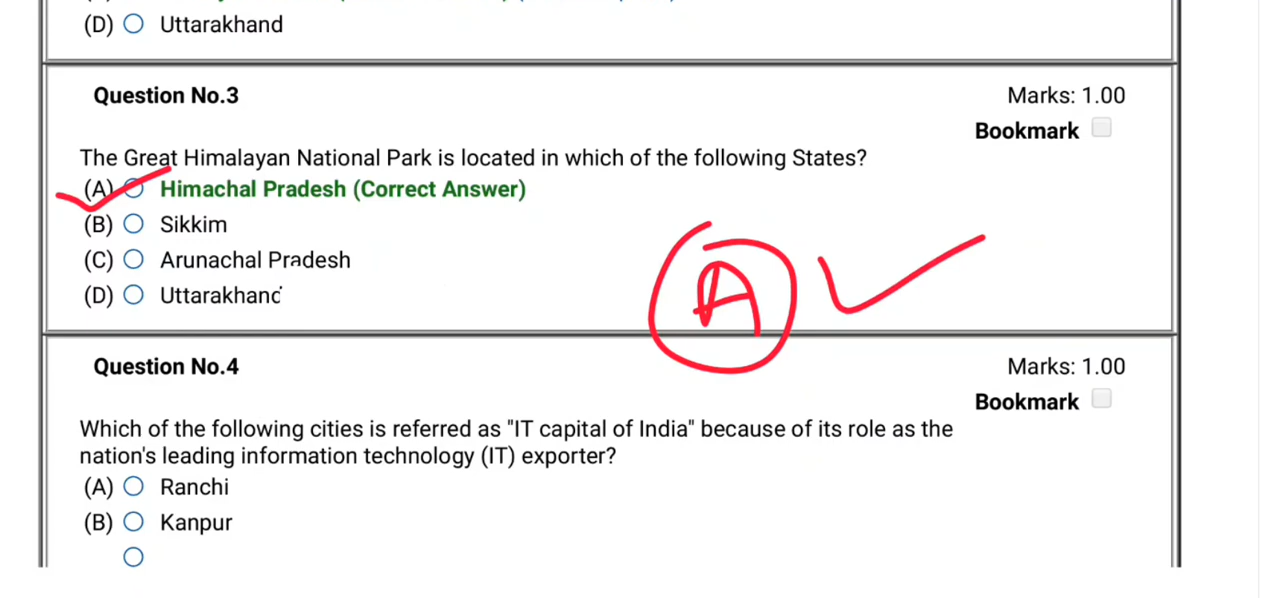 (D) Uttarakhand
Question No.3 Marks: 1.00
Bookmark
The Great Himalayan National Park is located in which of the following States?
(A) Himachal Pradesh (Correct Answer)
(B) Sikkim
(C) Arunachal Pradesh
(D) Uttarakhand
A
Question No.4 Marks: 1.00
Bookmark
Which of the following cities is referred as "IT capital of India" because of its role as the
nation's leading information technology (IT) exporter?
(A) Ranchi
(B) Kanpur